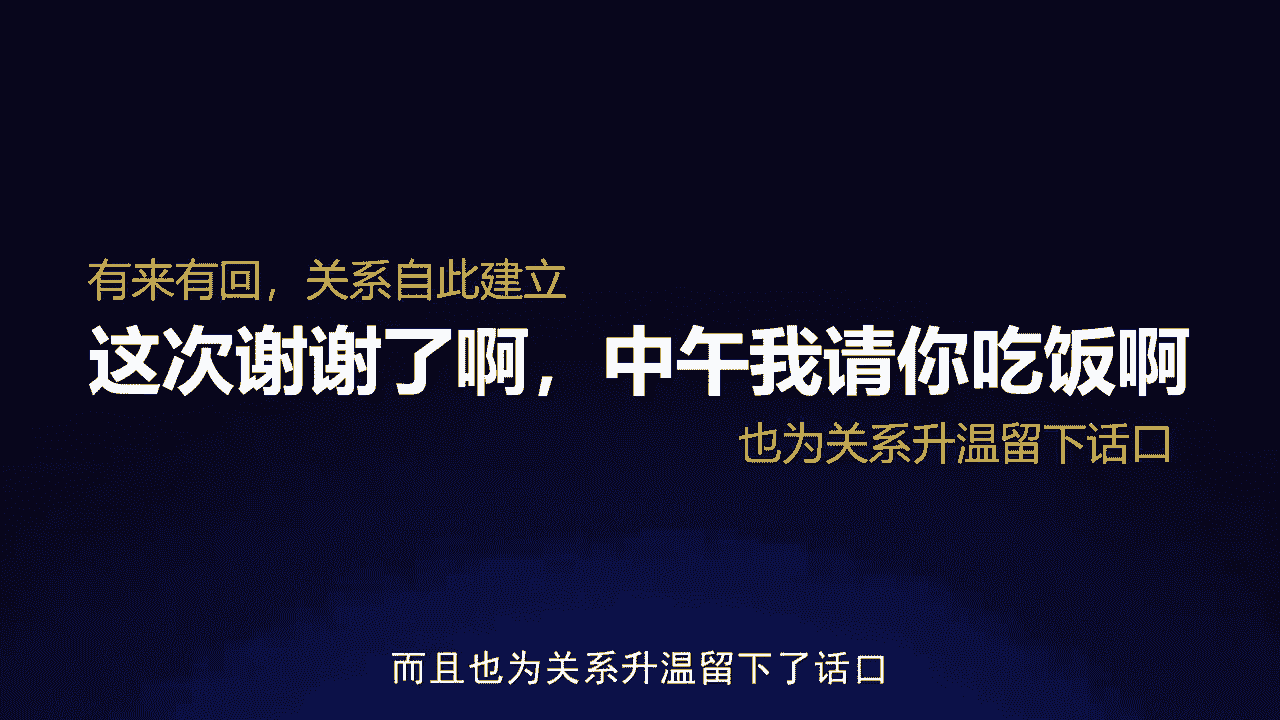 有来有回，关系自此建立
这次谢谢了啊，中午我请你吃饭啊
也为关系升温留下话口
而且也为关系升温留下了话口